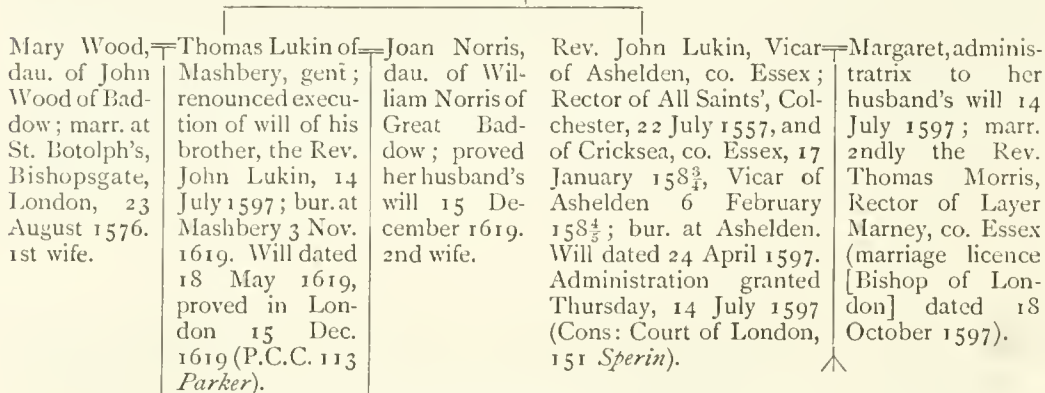 Mary Wood,
dau. of John
Wood of Bad-
dow; marr. at
St. Botolph's,
Bishopsgate,
London, 23
August 1576.
1st wife.
Thomas Lukin of
Mashbery, gent;
renounced execu-
tion of will of his
brother, the Rev.
John Lukin, 14
July 1597; bur. at
Mashbery 3 Nov.
1619. Will dated
18 May 1619,
proved in Lon-
don 15 Dec.
1619 (P.C.C. 113
Parker).
Joan Norris,
dau. of Wil-
liam Norris of
Great Bad-
dow; proved
her husband's
will 15 De-
cember 1619.
2nd wife.
Rev. John Lukin, Vicar
of Ashelden, co. Essex;
Rector of All Saints', Col-
chester, 22 July 1557, and
of Cricksea, co. Essex, 17
January 158¾, Vicar of
Ashelden 6 February
158⅘; bur. at Ashelden.
Will dated 24 April 1597.
Administration granted
Thursday, 14 July 1597
(Cons: Court of London,
151 Sperin).
Margaret, adminis-
tratrix to her
husband's will 14
July 1597; marr.
2ndly the Rev.
Thomas Morris,
Rector of Layer
Marney, co. Essex
(marriage licence
[Bishop of Lon-
don] dated 18
October 1597).